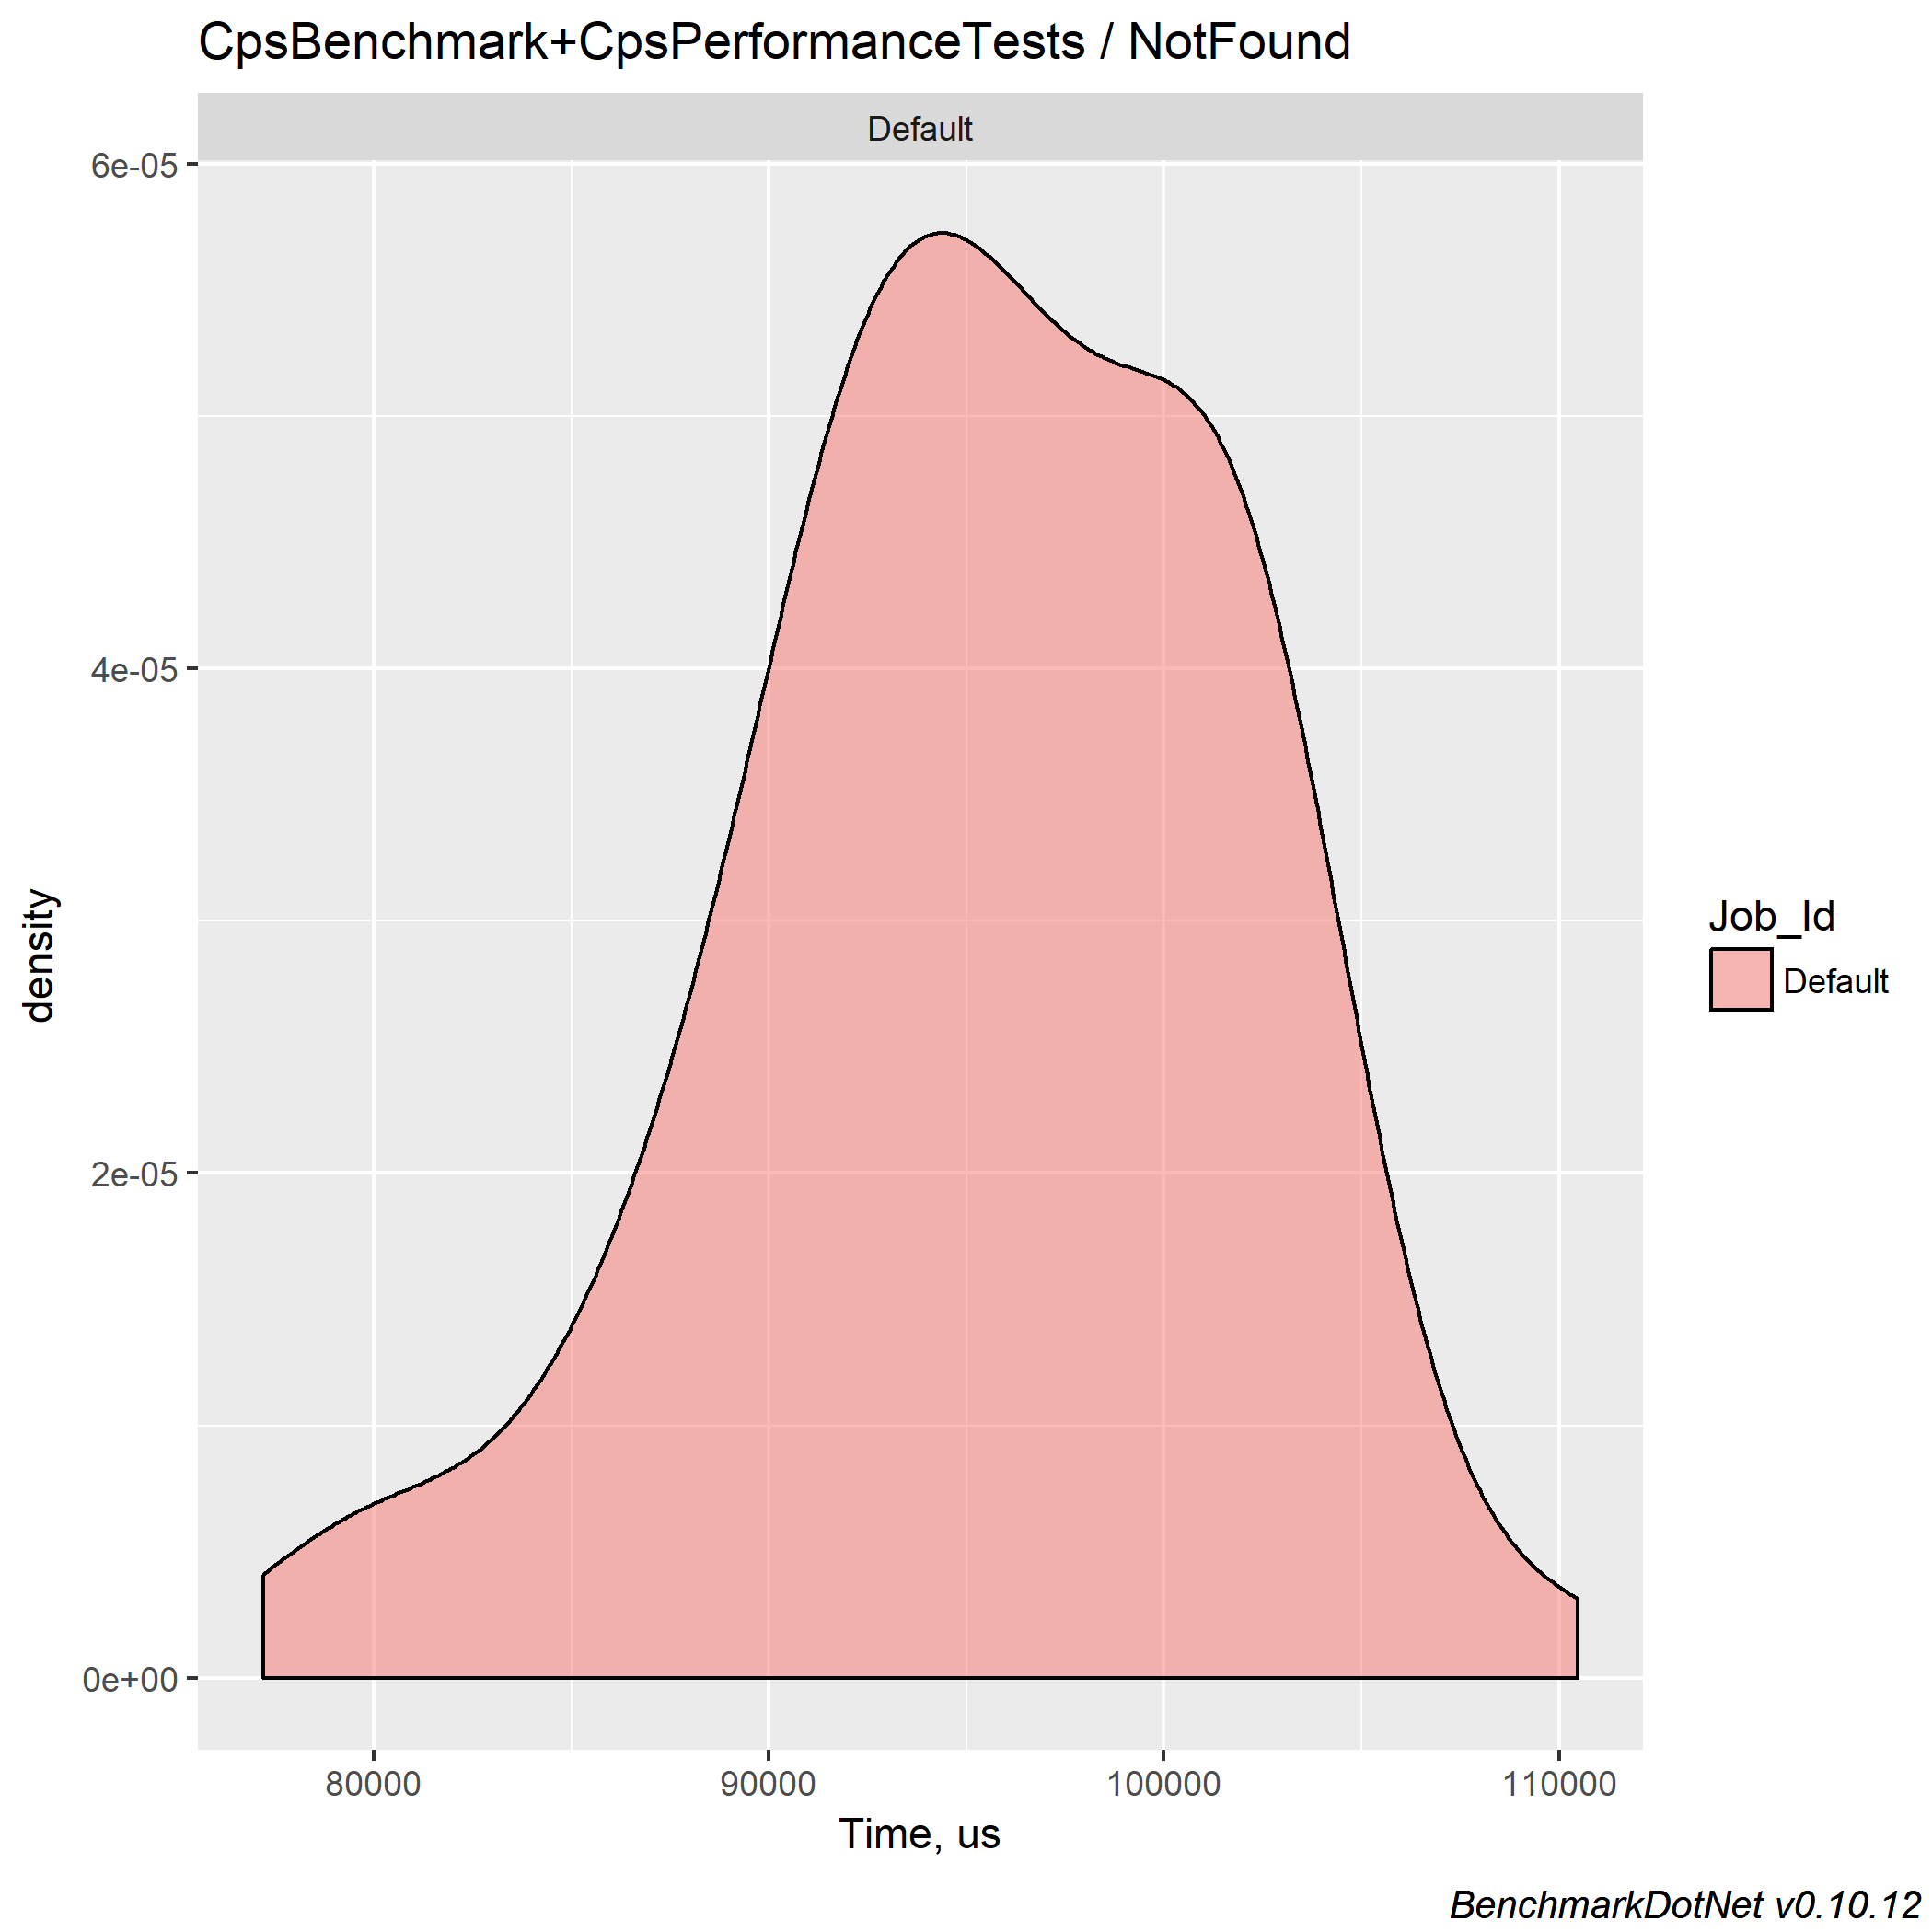 CpsBenchmark+CpsPerformanceTests / NotFound
Default
6e-05
4e-05
2e-05
0e+00
density
80000 90000 100000 110000
Time, us
Job_Id
Default
BenchmarkDotNet v0.10.12